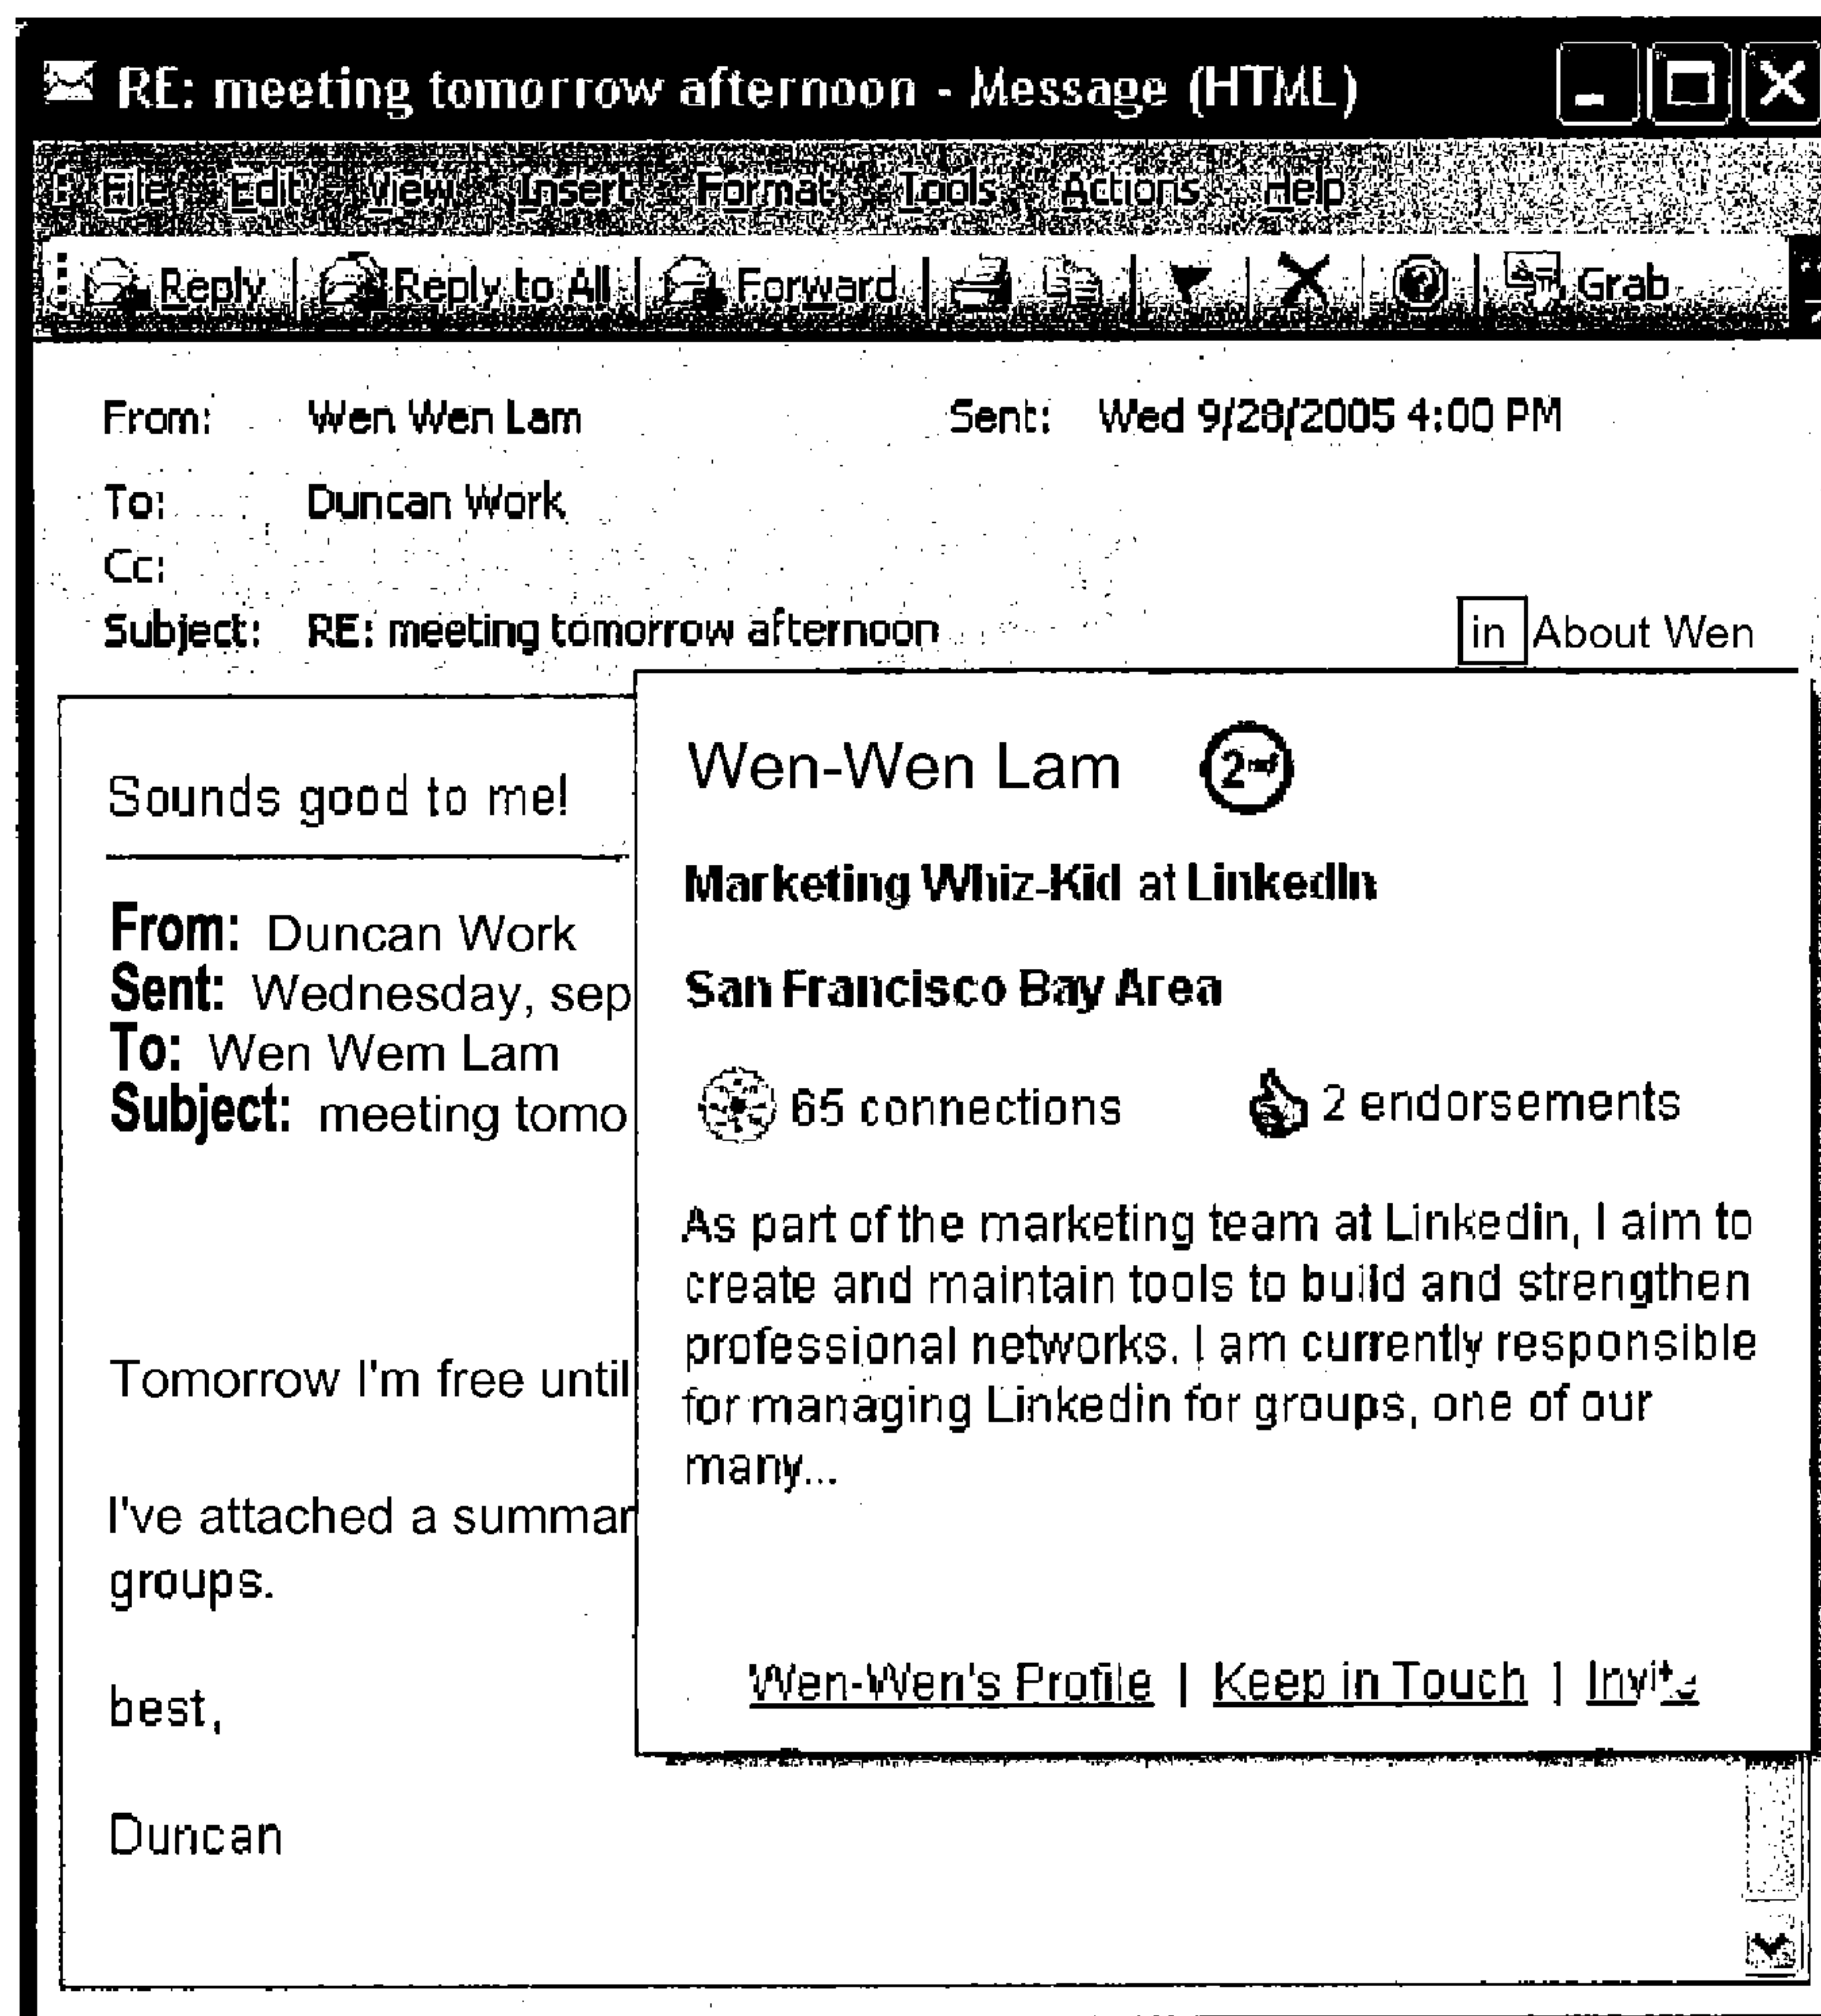 RE: meeting tomorrow afternoon - Message (HTML)
File Edit View Insert Format Tools Actions Help
Reply Reply to All Forward Grab
From: Wen Wen Lam Sent: Wed 9/28/2005 4:00 PM
To: Duncan Work
Cc:
Subject: RE: meeting tomorrow afternoon
in About Wen
Sounds good to me!
From: Duncan Work
Sent: Wednesday, sep
To: Wen Wem Lam
Subject: meeting tomo
Tomorrow I'm free until
I've attached a summar
groups.
best,
Duncan
Wen-Wen Lam 2nd
Marketing Whiz-Kid at LinkedIn
San Francisco Bay Area
65 connections 2 endorsements
As part of the marketing team at Linkedin, I aim to
create and maintain tools to build and strengthen
professional networks. I am currently responsible
for managing Linkedin for groups, one of our
many...
Wen-Wen's Profile | Keep in Touch | Invite